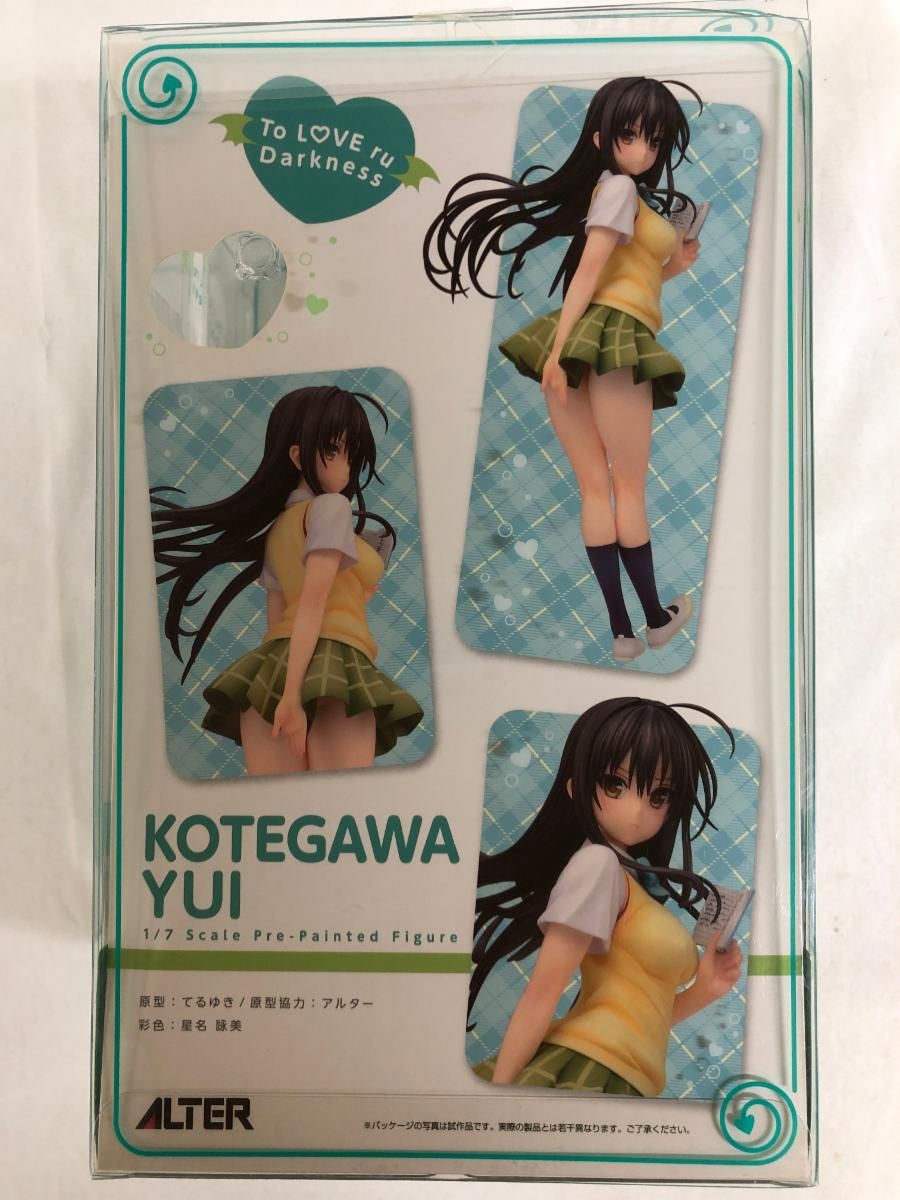 ALTER
To L♡VE ru
Darkness
KOTEGAWA
YUI
1/7 Scale Pre-Painted Figure
原型：てるゆき/原型協力：アルター
彩色：星名 詠美
ALTER
※パッケージの写真は試作品です。実際の製品とは若干異なります。ご了承ください。